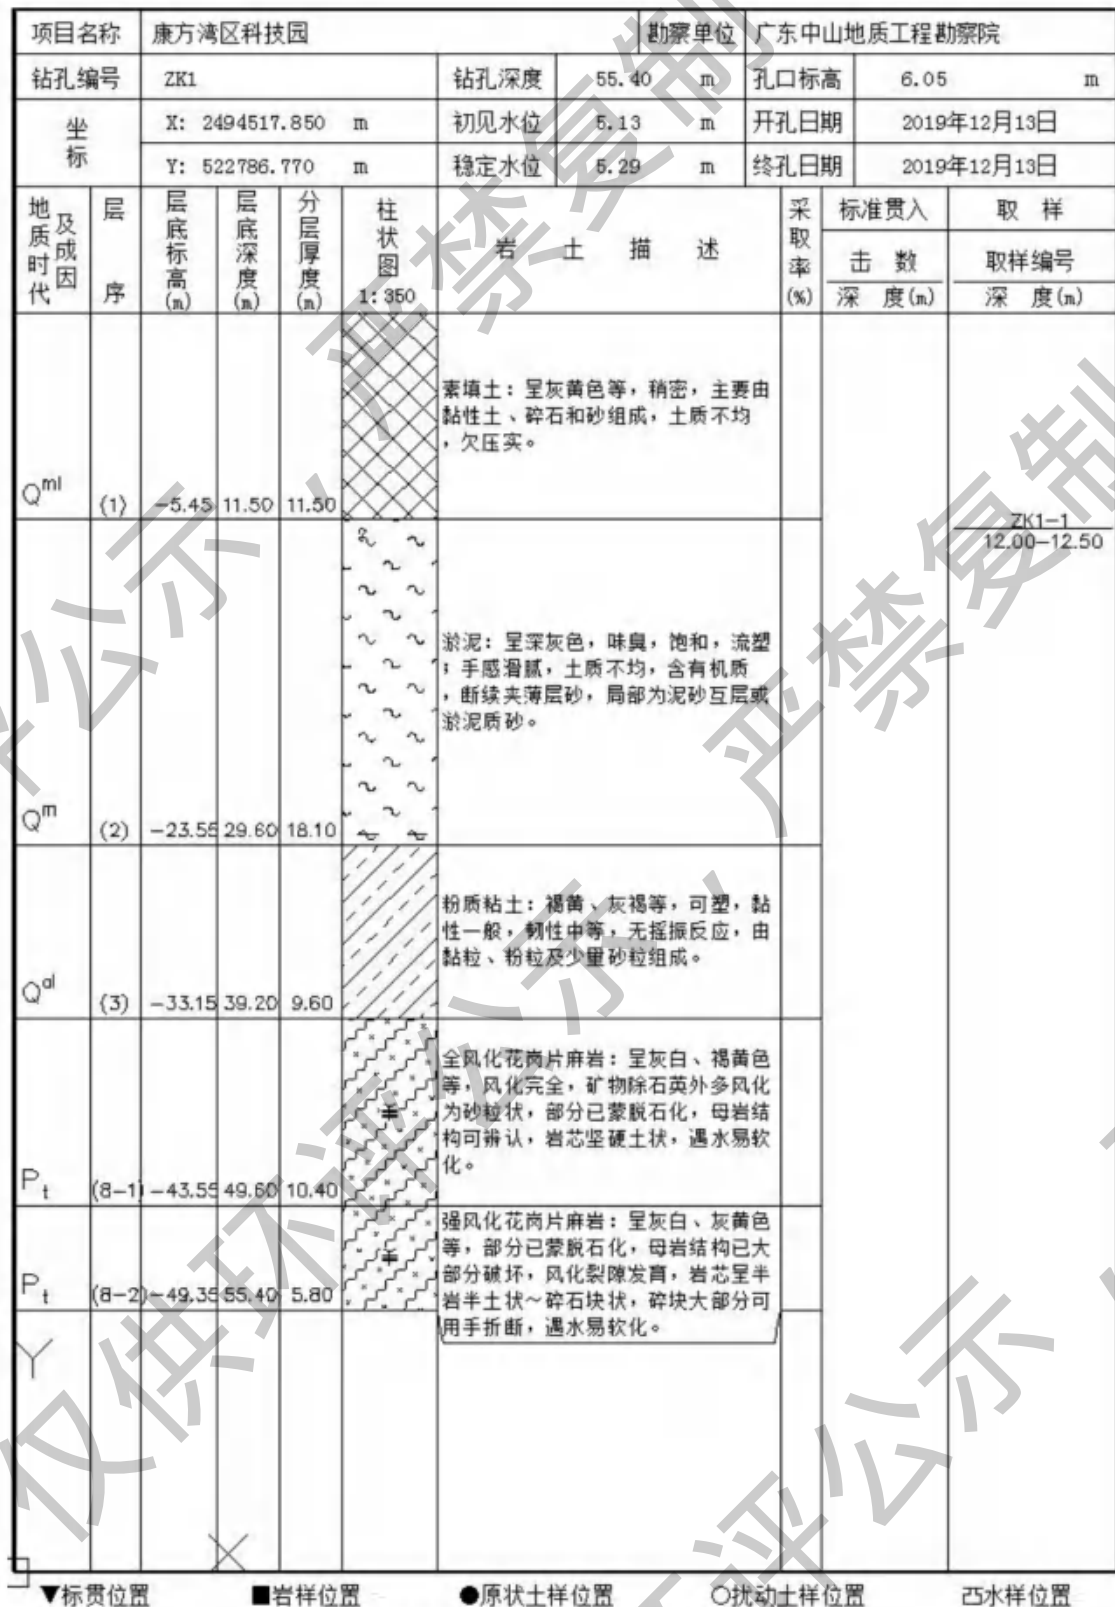 项目名称 康方湾区科技园 勘察单位 广东中山地质工程勘察院
钻孔编号 ZK1 钻孔深度 55.40 m 孔口标高 6.05 m
坐标 X: 2494517.850 m 初见水位 5.13 m 开孔日期 2019年12月13日
Y: 522786.770 m 稳定水位 5.29 m 终孔日期 2019年12月13日
地质时代及成因 层序 层底标高(m) 层底深度(m) 分层厚度(m) 柱状图 1:350 岩土描述 采取率(%) 标准贯入 取样
击数 取样编号
深度(m) 深度(m)
素填土：呈灰黄色等，稍密，主要由
黏性土、碎石和砂组成，土质不均
，欠压实。
Qml (1) -5.45 11.50 11.50
ZK1-1
12.00-12.50
淤泥：呈深灰色，味臭，饱和，流塑
；手感滑腻，土质不均，含有机质
，断续夹薄层砂，局部为泥砂互层或
淤泥质砂。
Qm (2) -23.55 29.60 18.10
粉质粘土：褐黄、灰褐等，可塑，黏
性一般，韧性中等，无摇振反应，由
黏粒、粉粒及少量砂粒组成。
Qal (3) -33.15 39.20 9.60
全风化花岗片麻岩：呈灰白、褐黄色
等，风化完全，矿物除石英外多风化
为砂粒状，部分已蒙脱石化，母岩结
构可辨认，岩芯坚硬土状，遇水易软
化。
Pt (8-1) -43.55 49.60 10.40
强风化花岗片麻岩：呈灰白、灰黄色
等，部分已蒙脱石化，母岩结构已大
部分破坏，风化裂隙发育，岩芯呈半
岩半土状～碎石块状，碎块大部分可
用手折断，遇水易软化。
Pt (8-2) -49.35 55.40 5.80
Y
X
▼标贯位置 ■岩样位置 ●原状土样位置 ○扰动土样位置 凸水样位置
仅供环评公示，严禁复制